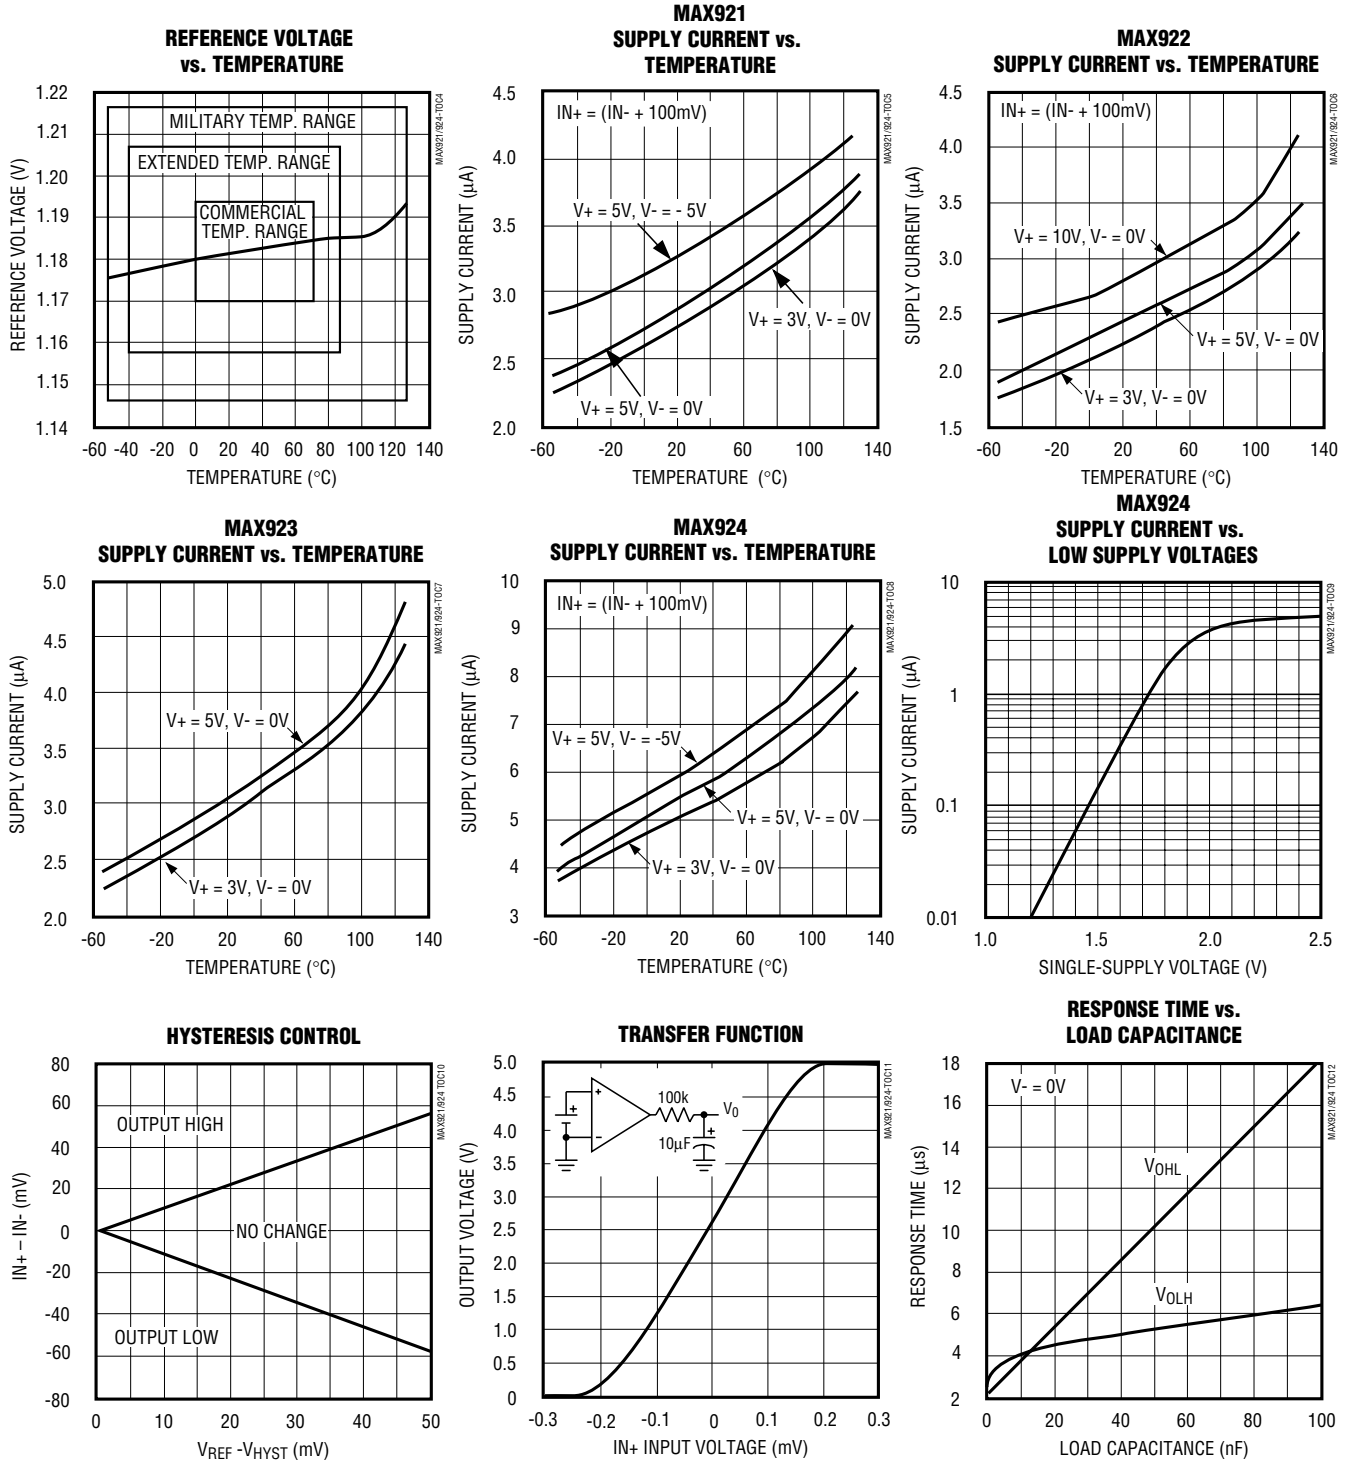 REFERENCE VOLTAGE
vs. TEMPERATURE
1.22
1.21
1.20
1.19
1.18
1.17
1.16
1.15
1.14
REFERENCE VOLTAGE (V)
MILITARY TEMP. RANGE
EXTENDED TEMP. RANGE
COMMERCIAL
TEMP. RANGE
MAX921/924-TOC4
-60 -40 -20 0 20 40 60 80 100 120 140
TEMPERATURE (°C)
MAX921
SUPPLY CURRENT vs.
TEMPERATURE
4.5
4.0
3.5
3.0
2.5
2.0
SUPPLY CURRENT (µA)
IN+ = (IN- + 100mV)
V+ = 5V, V- = - 5V
V+ = 3V, V- = 0V
V+ = 5V, V- = 0V
MAX921/924-TOC5
-60 -20 20 60 100 140
TEMPERATURE (°C)
MAX922
SUPPLY CURRENT vs. TEMPERATURE
4.5
4.0
3.5
3.0
2.5
2.0
1.5
SUPPLY CURRENT (µA)
IN+ = (IN- + 100mV)
V+ = 10V, V- = 0V
V+ = 5V, V- = 0V
V+ = 3V, V- = 0V
MAX921/924-TOC6
-60 -20 20 60 100 140
TEMPERATURE (°C)
MAX923
SUPPLY CURRENT vs. TEMPERATURE
5.0
4.5
4.0
3.5
3.0
2.5
2.0
SUPPLY CURRENT (µA)
V+ = 5V, V- = 0V
V+ = 3V, V- = 0V
MAX921/924-TOC7
-60 -20 20 60 100 140
TEMPERATURE (°C)
MAX924
SUPPLY CURRENT vs. TEMPERATURE
10
9
8
7
6
5
4
3
SUPPLY CURRENT (µA)
IN+ = (IN- + 100mV)
V+ = 5V, V- = -5V
V+ = 5V, V- = 0V
V+ = 3V, V- = 0V
MAX921/924-TOC8
-60 -20 20 60 100 140
TEMPERATURE (°C)
MAX924
SUPPLY CURRENT vs.
LOW SUPPLY VOLTAGES
10
1
0.1
0.01
SUPPLY CURRENT (µA)
MAX921/924-TOC9
1.0 1.5 2.0 2.5
SINGLE-SUPPLY VOLTAGE (V)
HYSTERESIS CONTROL
80
60
40
20
0
-20
-40
-60
-80
IN+ – IN- (mV)
OUTPUT HIGH
NO CHANGE
OUTPUT LOW
MAX921/924 TOC10
0 10 20 30 40 50
VREF -VHYST (mV)
TRANSFER FUNCTION
5.0
4.5
4.0
3.5
3.0
2.5
2.0
1.5
1.0
0.5
0
OUTPUT VOLTAGE (V)
100k
V0
10µF
MAX921/924-TOC11
-0.3 -0.2 -0.1 0 0.1 0.2 0.3
IN+ INPUT VOLTAGE (mV)
RESPONSE TIME vs.
LOAD CAPACITANCE
18
16
14
12
10
8
6
4
2
RESPONSE TIME (µs)
V- = 0V
VOHL
VOLH
MAX921/924 TOC12
0 20 40 60 80 100
LOAD CAPACITANCE (nF)